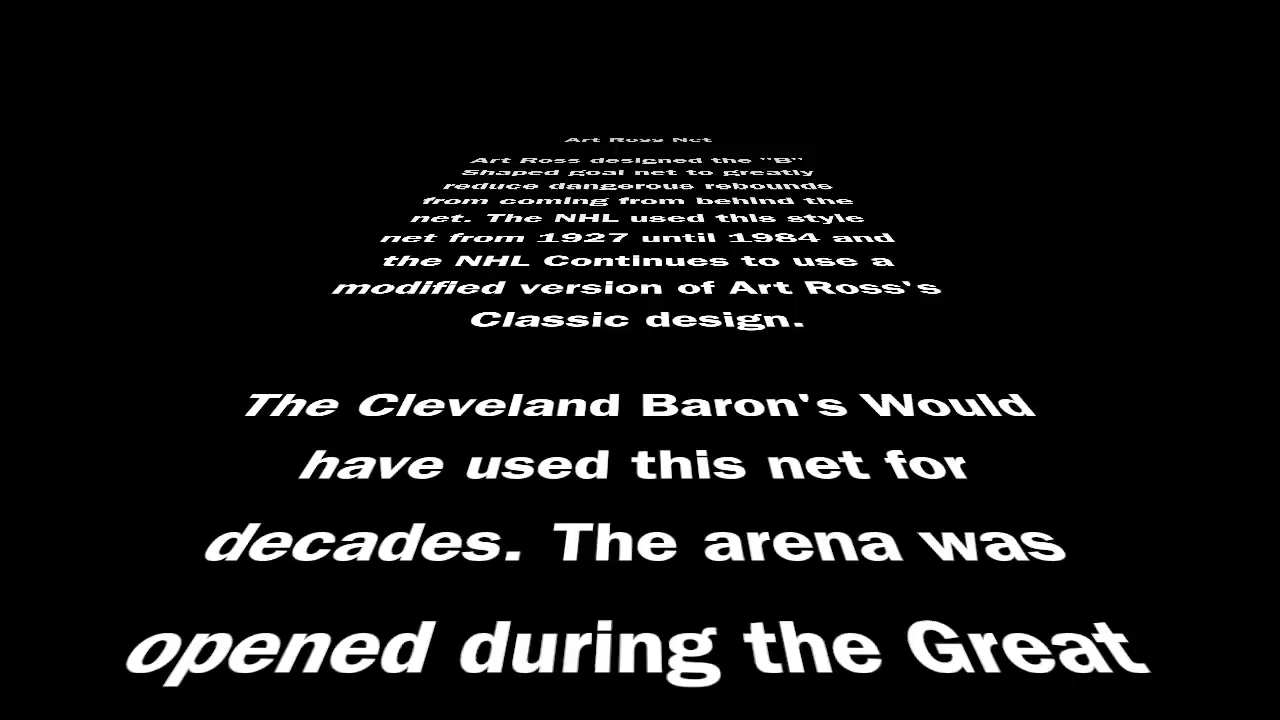 Art Ross Net
Art Ross designed the "B"
Shaped goal net to greatly
reduce dangerous rebounds
from coming from behind the
net. The NHL used this style
net from 1927 until 1984 and
the NHL Continues to use a
modified version of Art Ross's
Classic design.
The Cleveland Baron's Would
have used this net for
decades. The arena was
opened during the Great